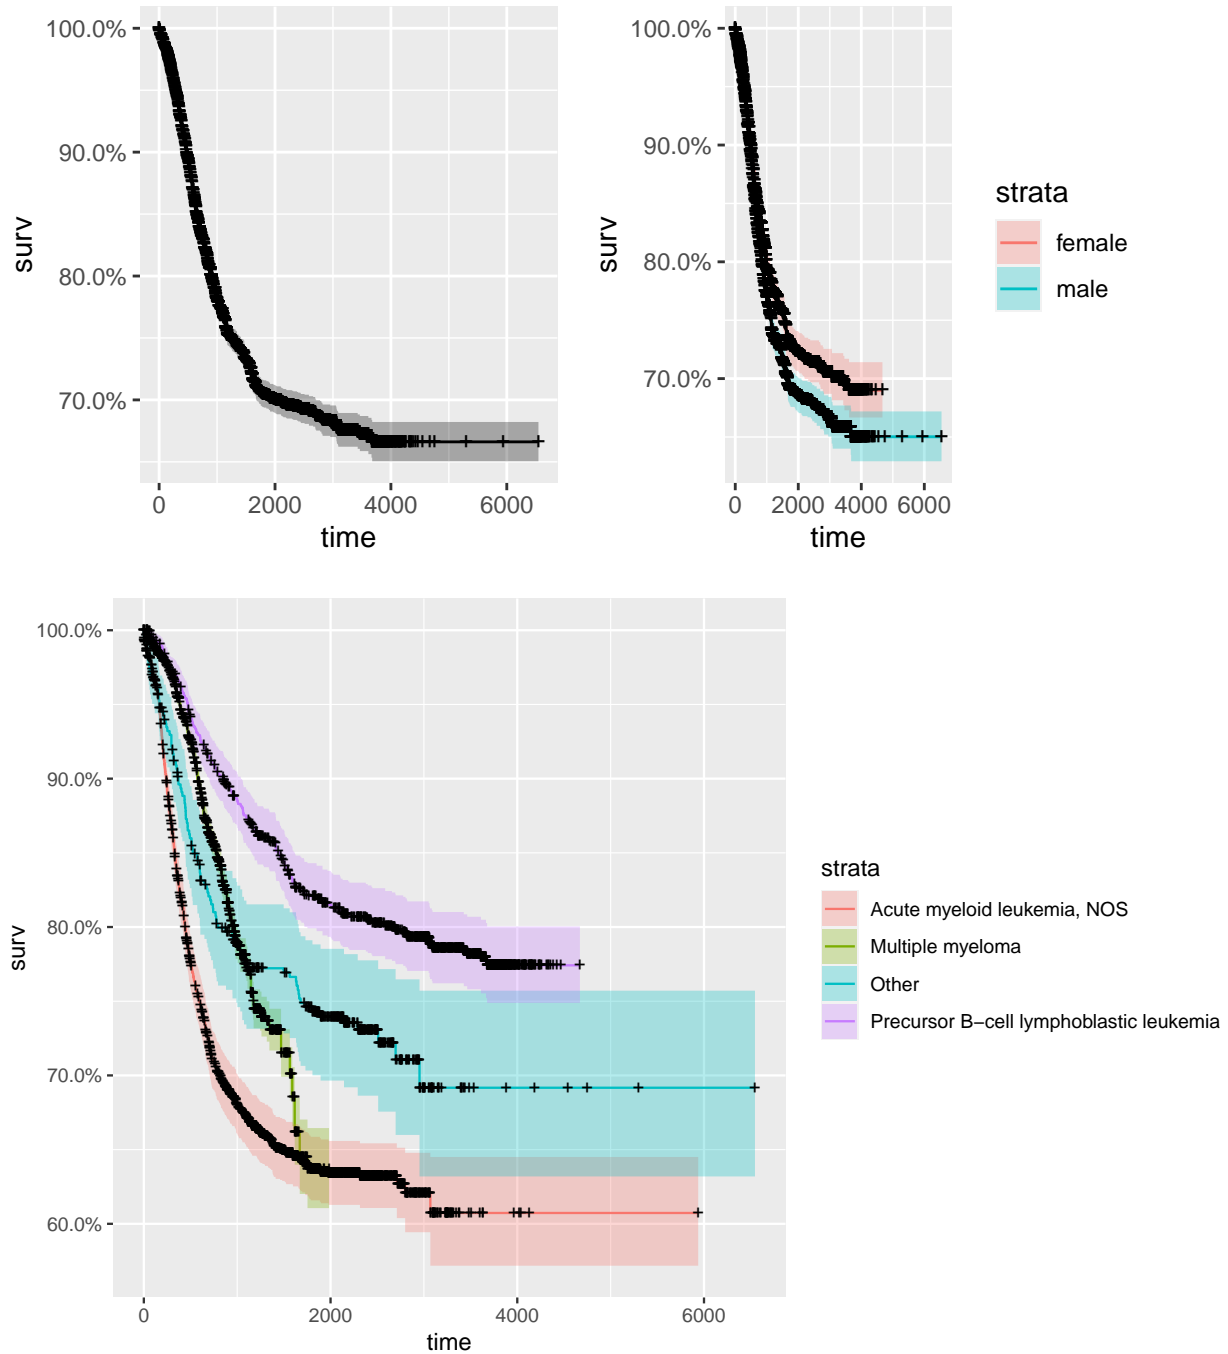 100.0%
90.0%
80.0%
70.0%
surv
0 2000 4000 6000
time
100.0%
90.0%
80.0%
70.0%
surv
0 2000 4000 6000
time
strata
female
male
100.0%
90.0%
80.0%
70.0%
60.0%
surv
0 2000 4000 6000
time
strata
Acute myeloid leukemia, NOS
Multiple myeloma
Other
Precursor B−cell lymphoblastic leukemia